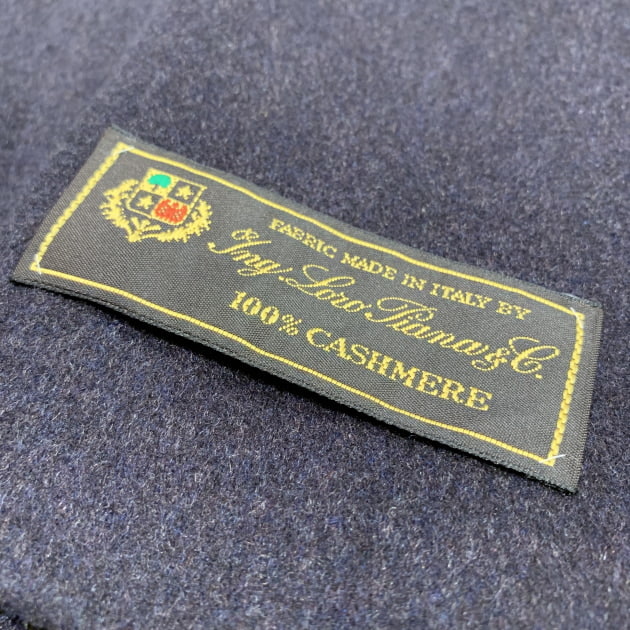 FABRIC MADE IN ITALY BY
Ing. Loro Piana & C.
100% CASHMERE